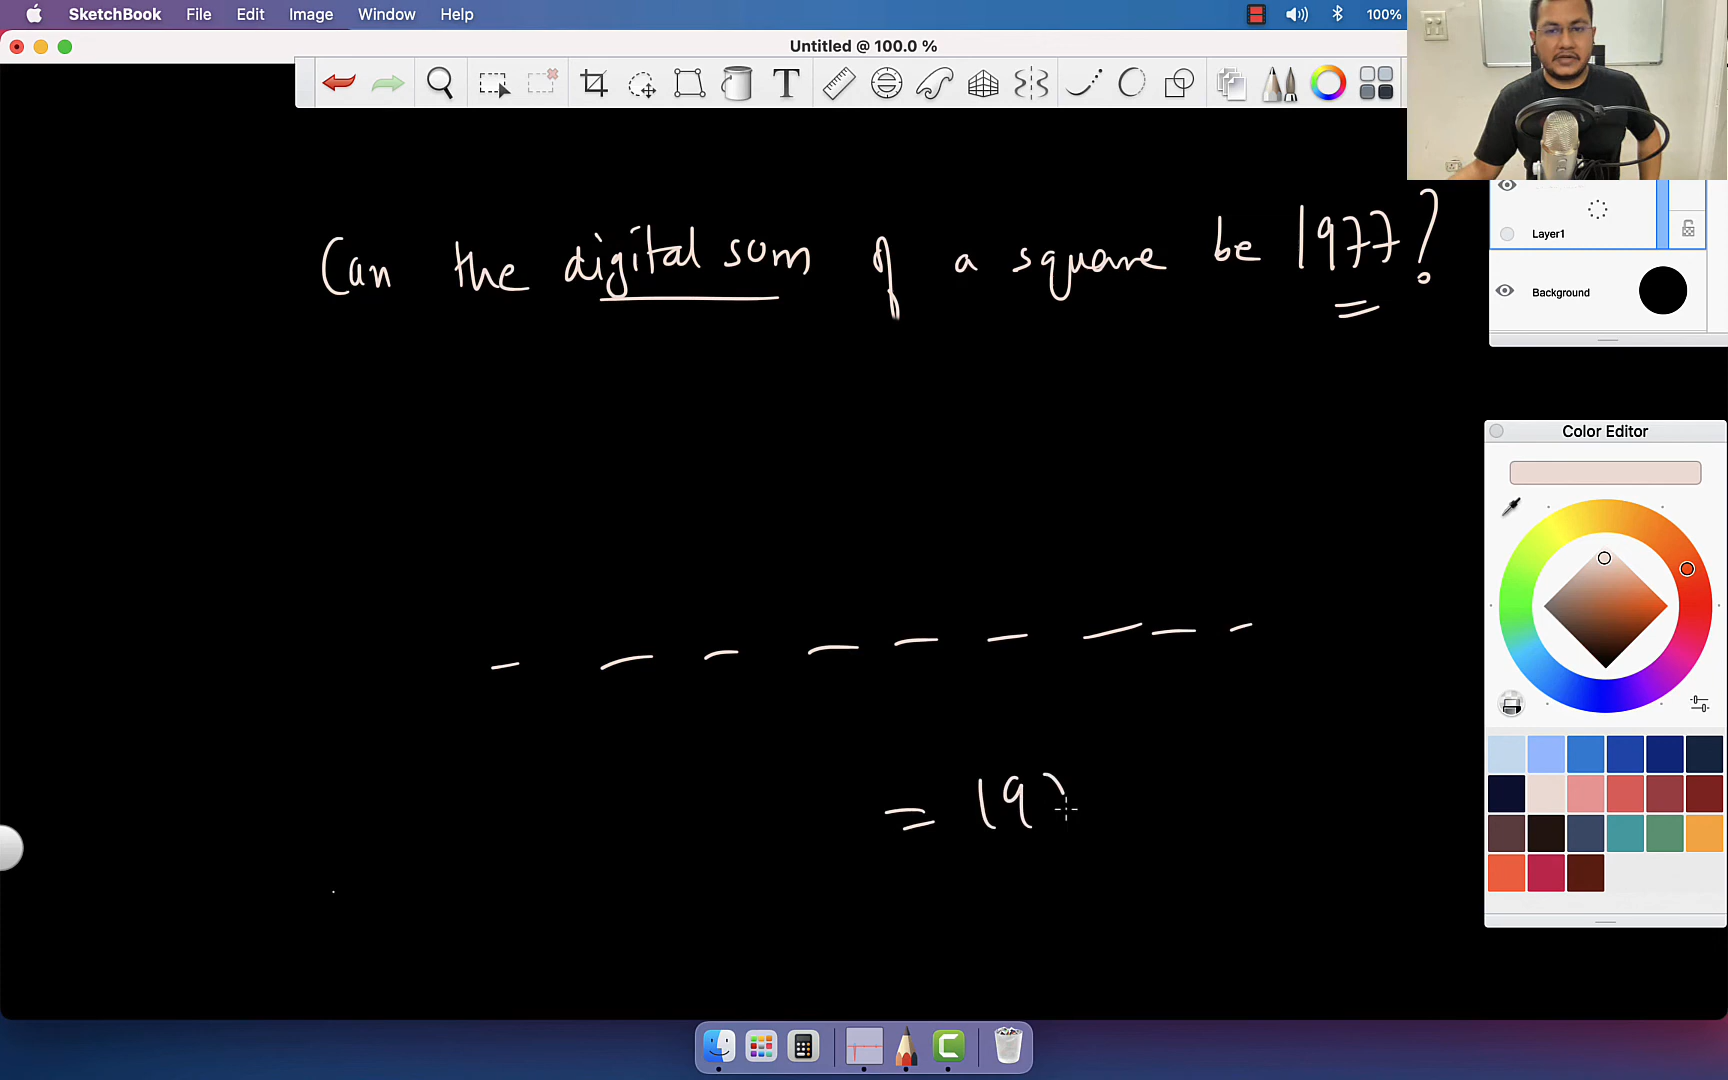 SketchBook File Edit Image Window Help 100%
Untitled @ 100.0 %
T
Can the digital sum of a square be 1977?
Layer1
Background
Color Editor
= 197
C